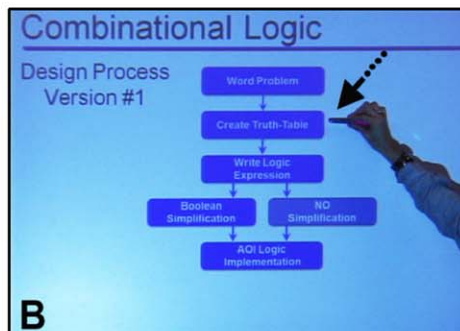 Combinational Logic
Design Process
Version #1
Word Problem
Create Truth-Table
Write Logic
Expression
Boolean
Simplification
NO
Simplification
AOI Logic
Implementation
B